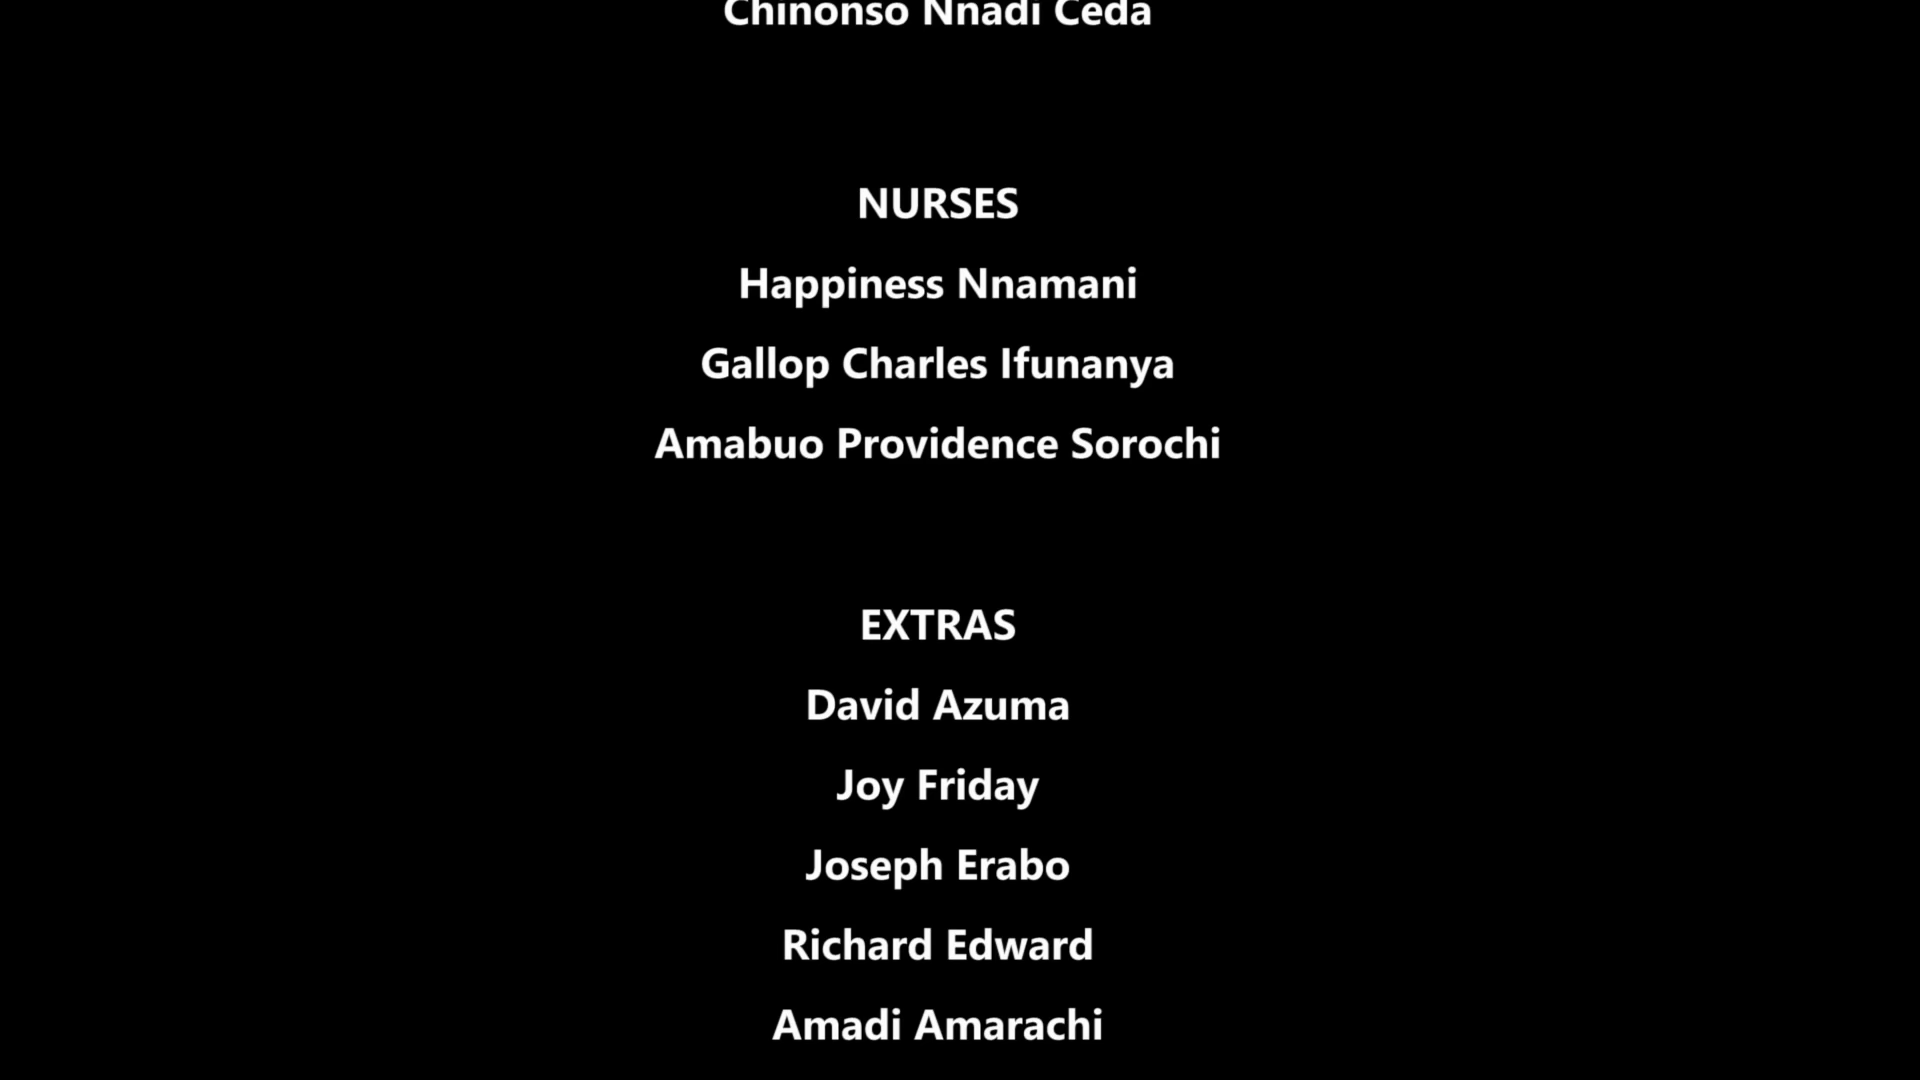 Chinonso Nnadi Ceda
NURSES
Happiness Nnamani
Gallop Charles Ifunanya
Amabuo Providence Sorochi
EXTRAS
David Azuma
Joy Friday
Joseph Erabo
Richard Edward
Amadi Amarachi